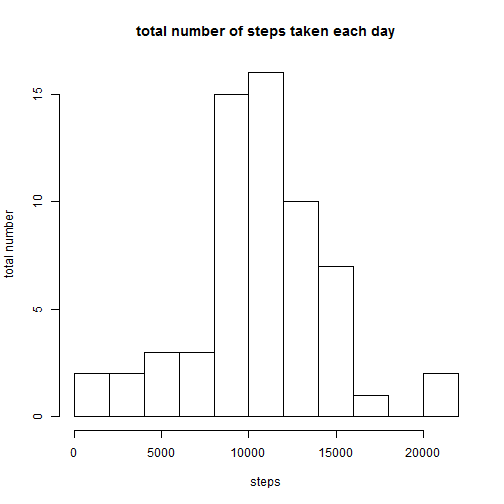 total number of steps taken each day
total number
15
10
5
0
0 5000 10000 15000 20000
steps